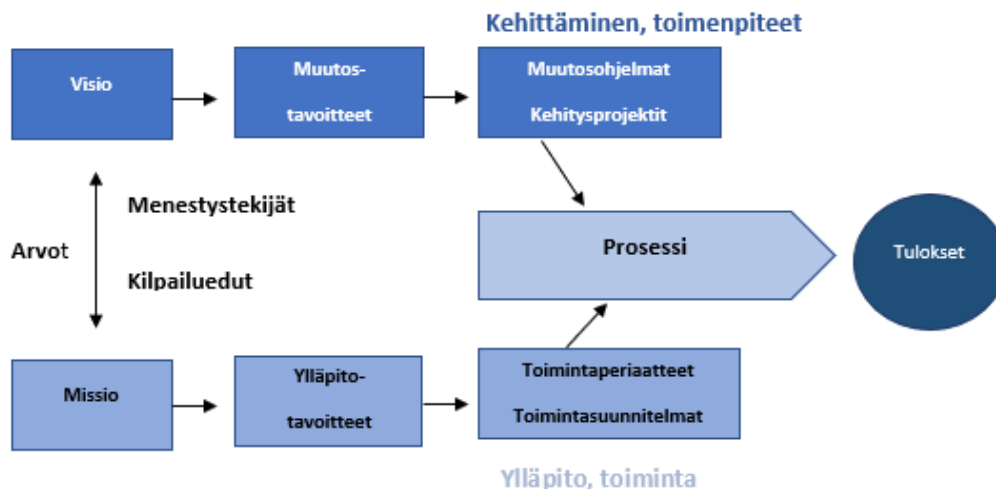 Kehittäminen, toimenpiteet
Visio
Muutos-
tavoitteet
Muutosohjelmat
Kehitysprojektit
Menestystekijät
Arvot
Kilpailuedut
Prosessi
Tulokset
Missio
Ylläpito-
tavoitteet
Toimintaperiaatteet
Toimintasuunnitelmat
Ylläpito, toiminta